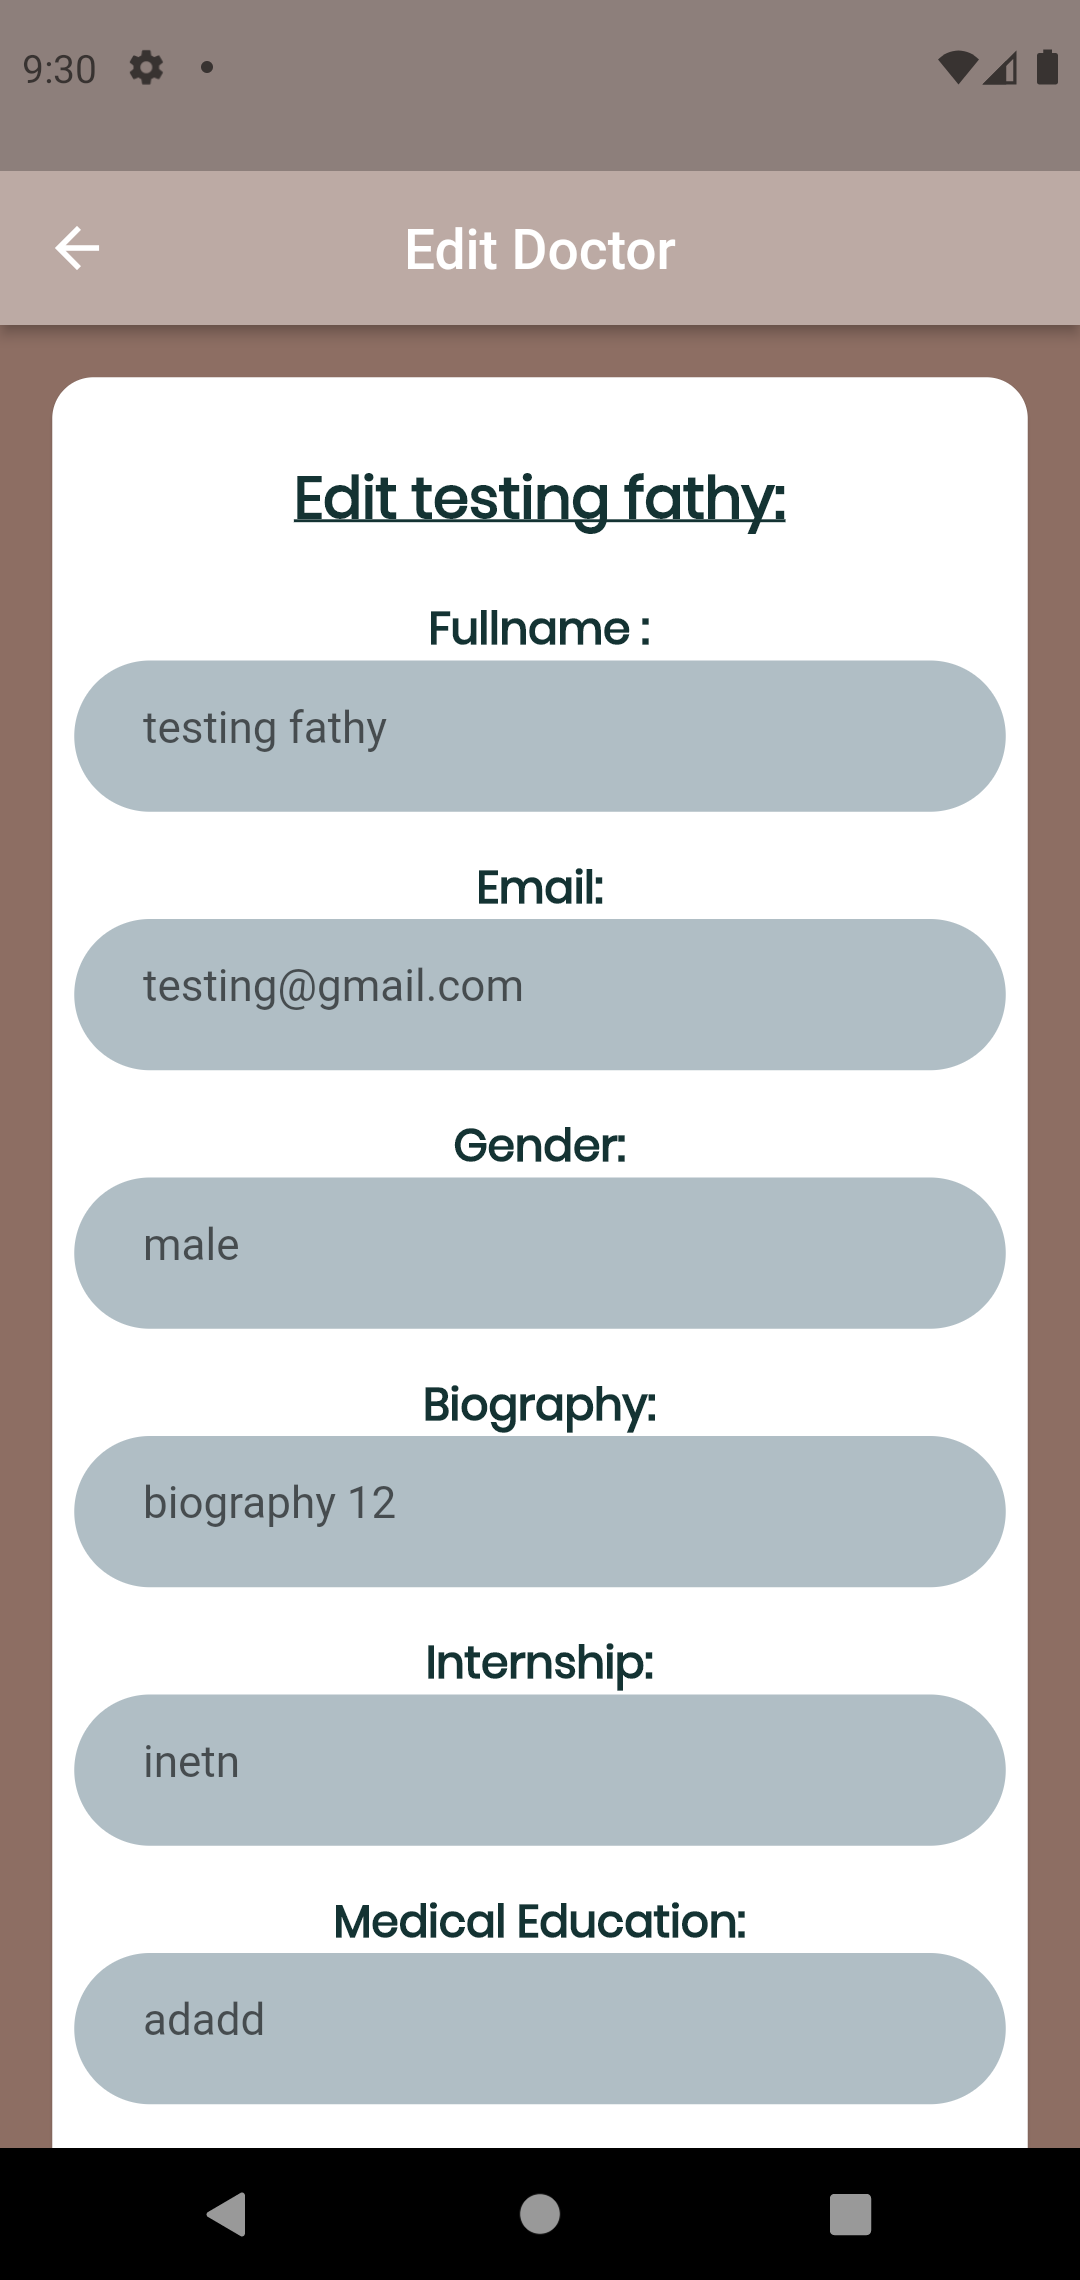 9:30
Edit Doctor
Edit testing fathy:
Fullname :
testing fathy
Email:
testing@gmail.com
Gender:
male
Biography:
biography 12
Internship:
inetn
Medical Education:
adadd